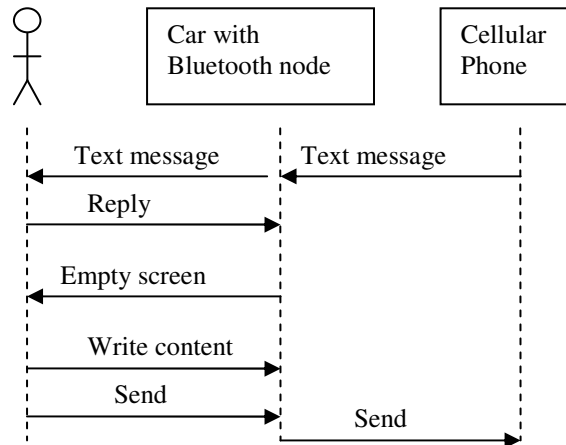 Car with
Bluetooth node
Cellular
Phone
Text message
Text message
Reply
Empty screen
Write content
Send
Send